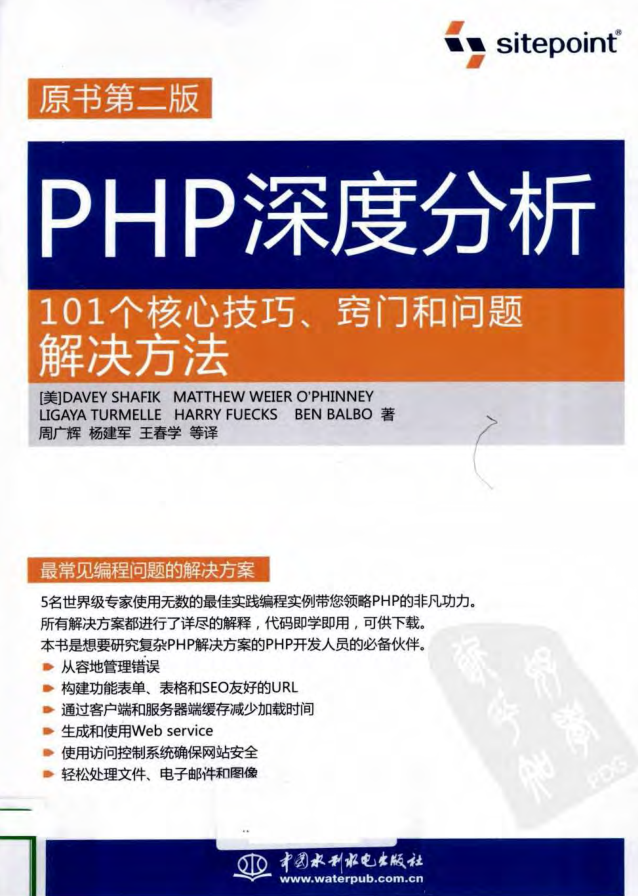 sitepoint®
原书第二版
PHP深度分析
101个核心技巧、窍门和问题
解决方法
[美]DAVEY SHAFIK MATTHEW WEIER O'PHINNEY
LIGAYA TURMELLE HARRY FUECKS BEN BALBO 著
周广辉 杨建军 王春学 等译
最常见编程问题的解决方案
5名世界级专家使用无数的最佳实践编程实例带您领略PHP的非凡功力。
所有解决方案都进行了详尽的解释，代码即学即用，可供下载。
本书是想要研究复杂PHP解决方案的PHP开发人员的必备伙伴。
从容地管理错误
构建功能表单、表格和SEO友好的URL
通过客户端和服务器端缓存减少加载时间
生成和使用Web service
使用访问控制系统确保网站安全
轻松处理文件、电子邮件和图像
PDG
中国水利水电出版社
www.waterpub.com.cn